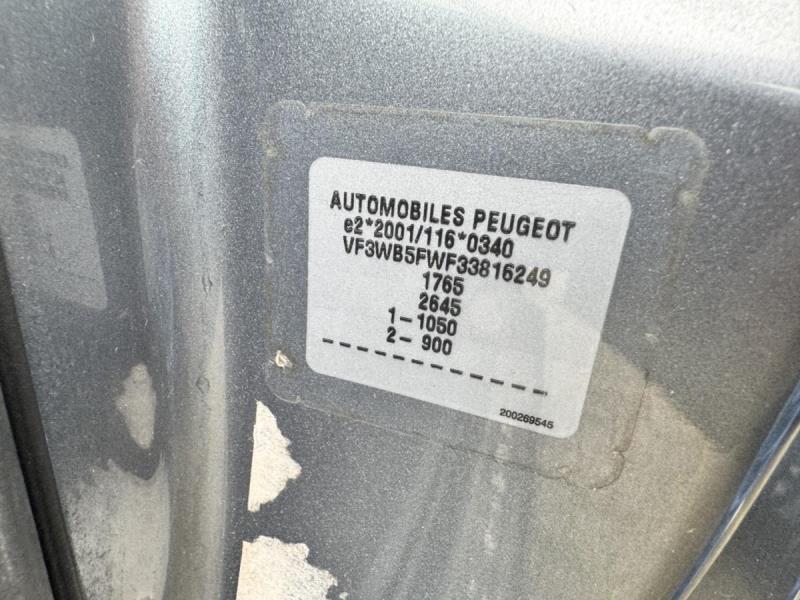 AUTOMOBILES PEUGEOT
e2*2001/116*0340
VF3WB5FWF33816249
1765
2645
1- 1050
2- 900
200269545